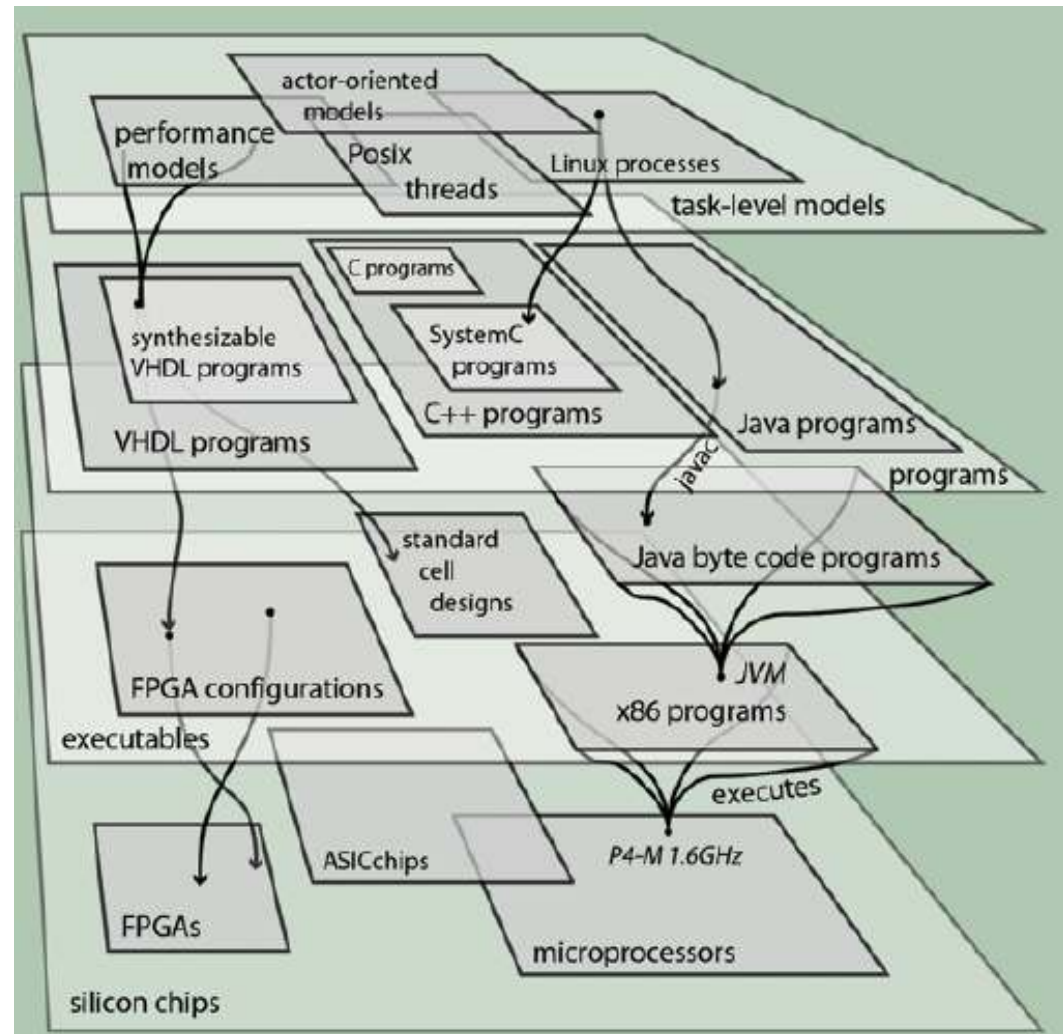 actor-oriented
models
performance
models
Posix
threads
Linux processes
task-level models
C programs
synthesizable
VHDL programs
SystemC
programs
C++ programs
VHDL programs
Java programs
programs
javac
standard
cell
designs
Java byte code programs
FPGA configurations
JVM
x86 programs
executables
executes
ASICchips
P4-M 1.6GHz
FPGAs
microprocessors
silicon chips